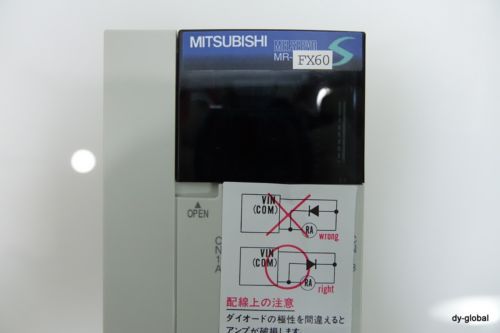 MITSUBISHI
MELSERVO
MR-
FX60
OPEN
VIN
(COM)
RA
wrong
VIN
(COM)
RA
right
配線上の注意
ダイオードの極性を間違えると
アンプが破損します
dy-global